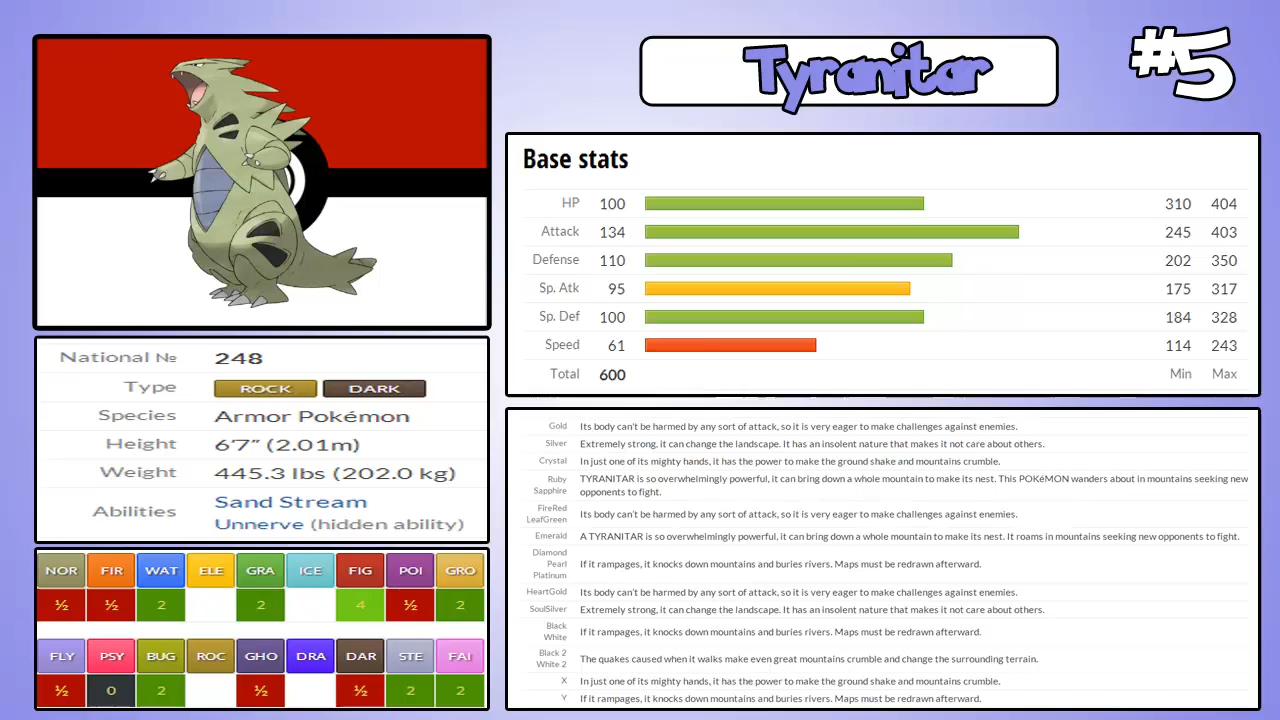 Tyranitar
#5
Base stats
HP 100 310 404
Attack 134 245 403
Defense 110 202 350
Sp. Atk 95 175 317
Sp. Def 100 184 328
Speed 61 114 243
Total 600 Min Max
National № 248
Type ROCK DARK
Species Armor Pokémon
Height 6'7" (2.01m)
Weight 445.3 lbs (202.0 kg)
Abilities Sand Stream
Unnerve (hidden ability)
NOR FIR WAT ELE GRA ICE FIG POI GRO
½ ½ 2 2 4 ½ 2
FLY PSY BUG ROC GHO DRA DAR STE FAI
½ 0 2 ½ ½ 2 2
Gold Its body can't be harmed by any sort of attack, so it is very eager to make challenges against enemies.
Silver Extremely strong, it can change the landscape. It has an insolent nature that makes it not care about others.
Crystal In just one of its mighty hands, it has the power to make the ground shake and mountains crumble.
Ruby TYRANITAR is so overwhelmingly powerful, it can bring down a whole mountain to make its nest. This POKéMON wanders about in mountains seeking new
Sapphire opponents to fight.
FireRed
LeafGreen Its body can't be harmed by any sort of attack, so it is very eager to make challenges against enemies.
Emerald A TYRANITAR is so overwhelmingly powerful, it can bring down a whole mountain to make its nest. It roams in mountains seeking new opponents to fight.
Diamond
Pearl If it rampages, it knocks down mountains and buries rivers. Maps must be redrawn afterward.
Platinum
HeartGold Its body can't be harmed by any sort of attack, so it is very eager to make challenges against enemies.
SoulSilver Extremely strong, it can change the landscape. It has an insolent nature that makes it not care about others.
Black
White If it rampages, it knocks down mountains and buries rivers. Maps must be redrawn afterward.
Black 2
White 2 The quakes caused when it walks make even great mountains crumble and change the surrounding terrain.
X In just one of its mighty hands, it has the power to make the ground shake and mountains crumble.
Y If it rampages, it knocks down mountains and buries rivers. Maps must be redrawn afterward.